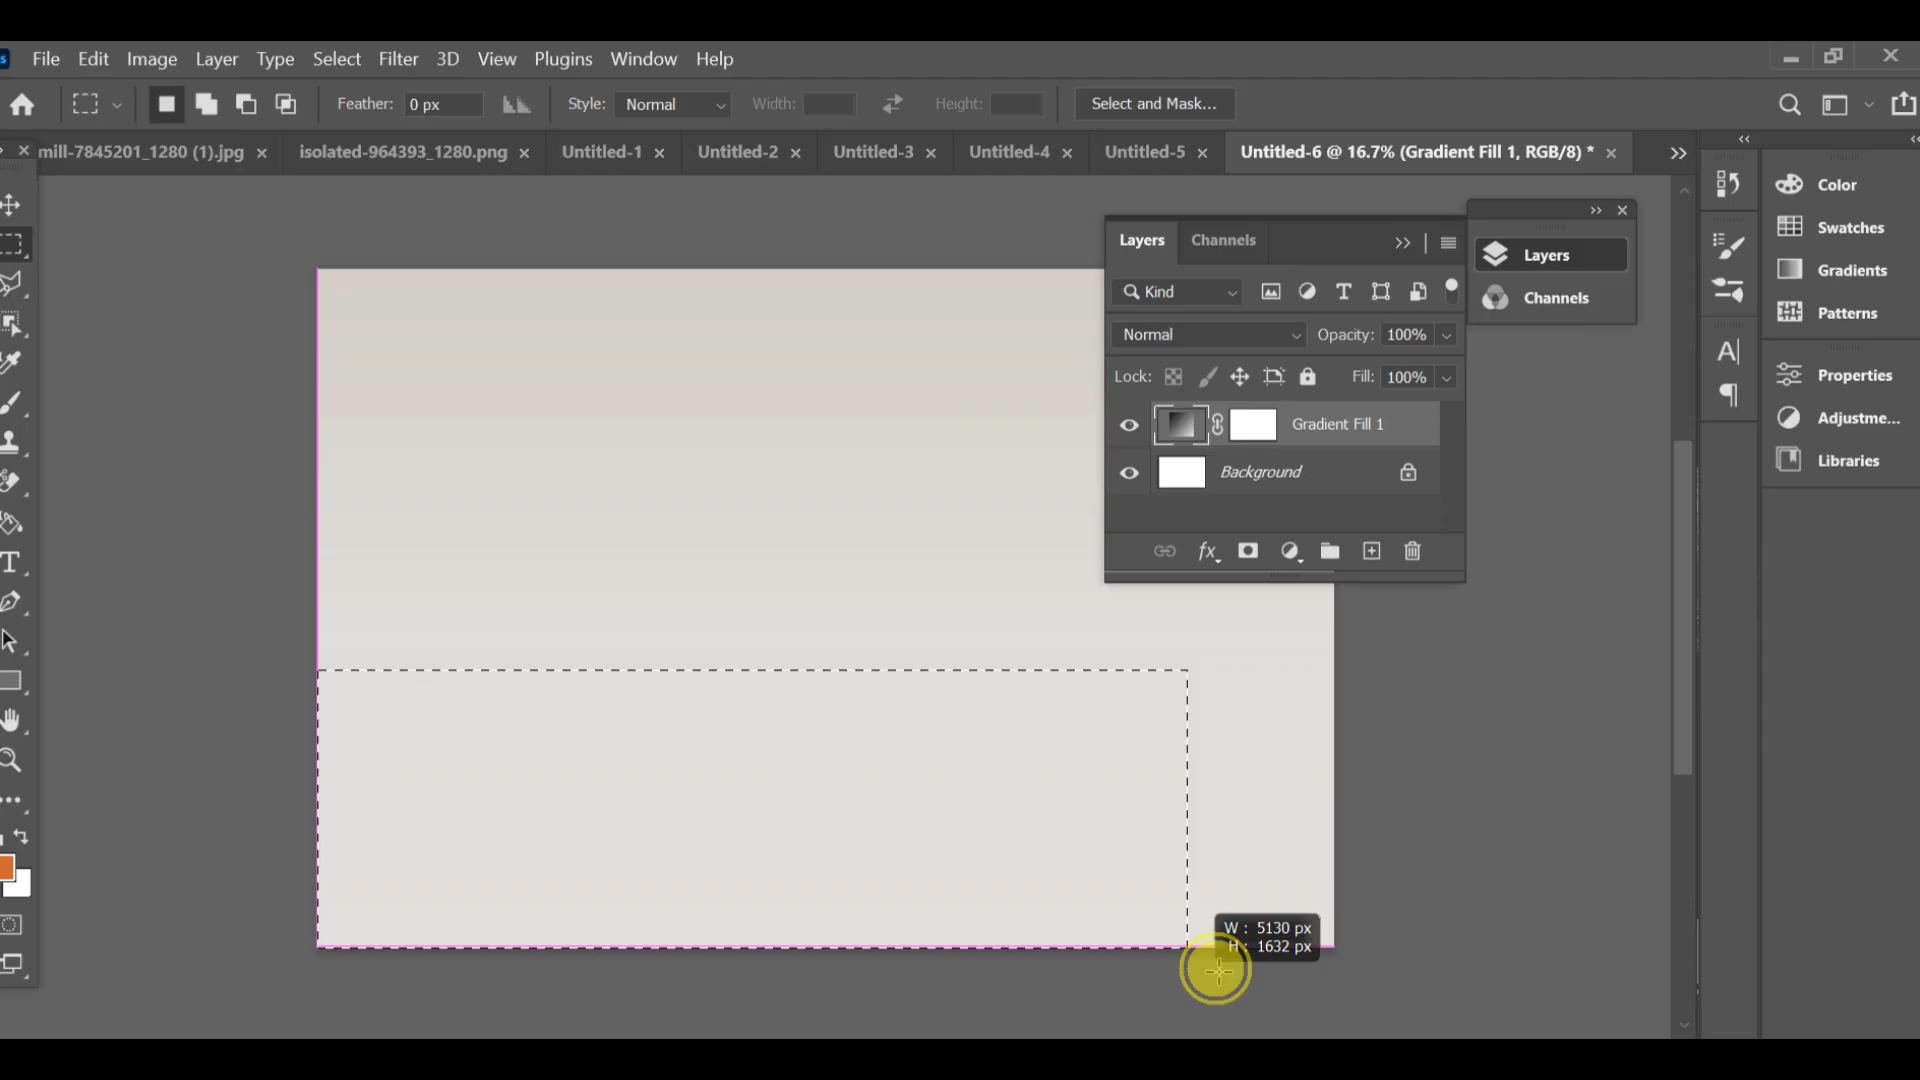 File Edit Image Layer Type Select Filter 3D View Plugins Window Help
Feather: 0 px Style: Normal Width: Height: Select and Mask...
mill-7845201_1280 (1).jpg isolated-964393_1280.png Untitled-1 Untitled-2 Untitled-3 Untitled-4 Untitled-5 Untitled-6 @ 16.7% (Gradient Fill 1, RGB/8) *
Layers Channels
Kind
Normal Opacity: 100%
Lock: Fill: 100%
Gradient Fill 1
Background
Layers
Channels
Color
Swatches
Gradients
Patterns
Properties
Adjustme...
Libraries
W : 5130 px
H : 1632 px